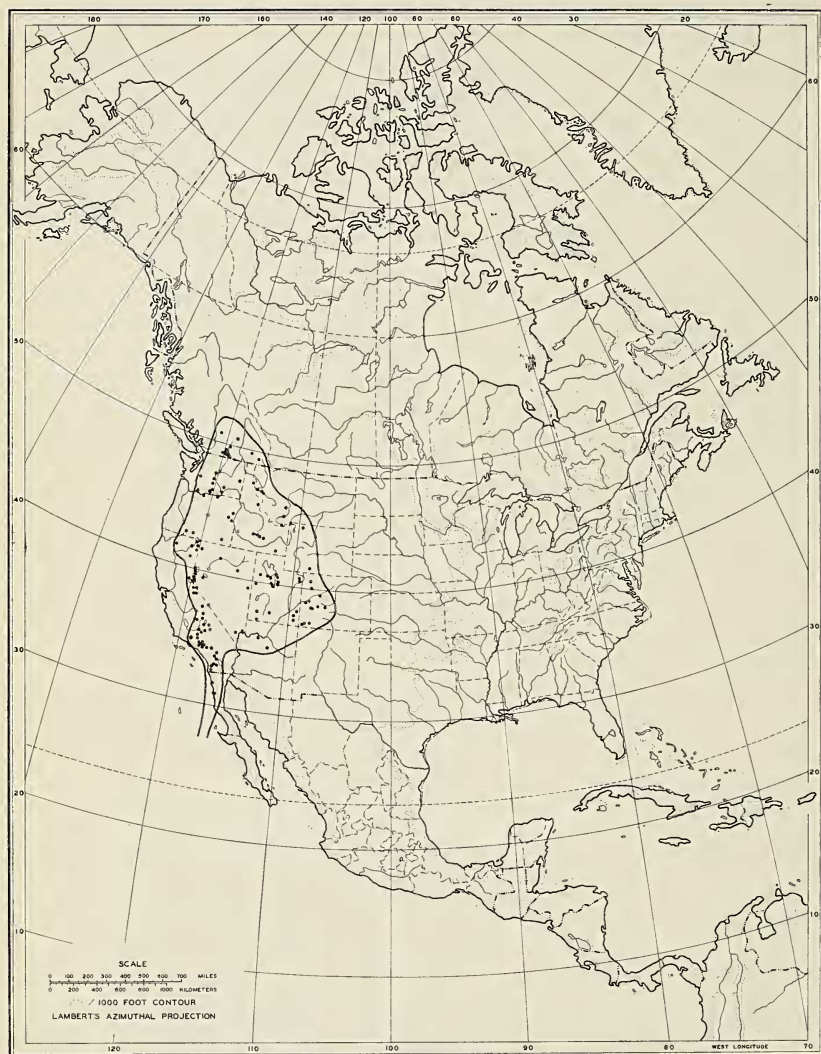 180 170 160 140 120 100 60 60 40 30 20
60
60
50
50
40
40
30
30
20
20
10
10
SCALE
0 100 200 300 400 500 600 700 MILES
0 200 400 600 800 1000 KILOMETERS
1000 FOOT CONTOUR
LAMBERT'S AZIMUTHAL PROJECTION
120 110 100 90 80 WEST LONGITUDE 70